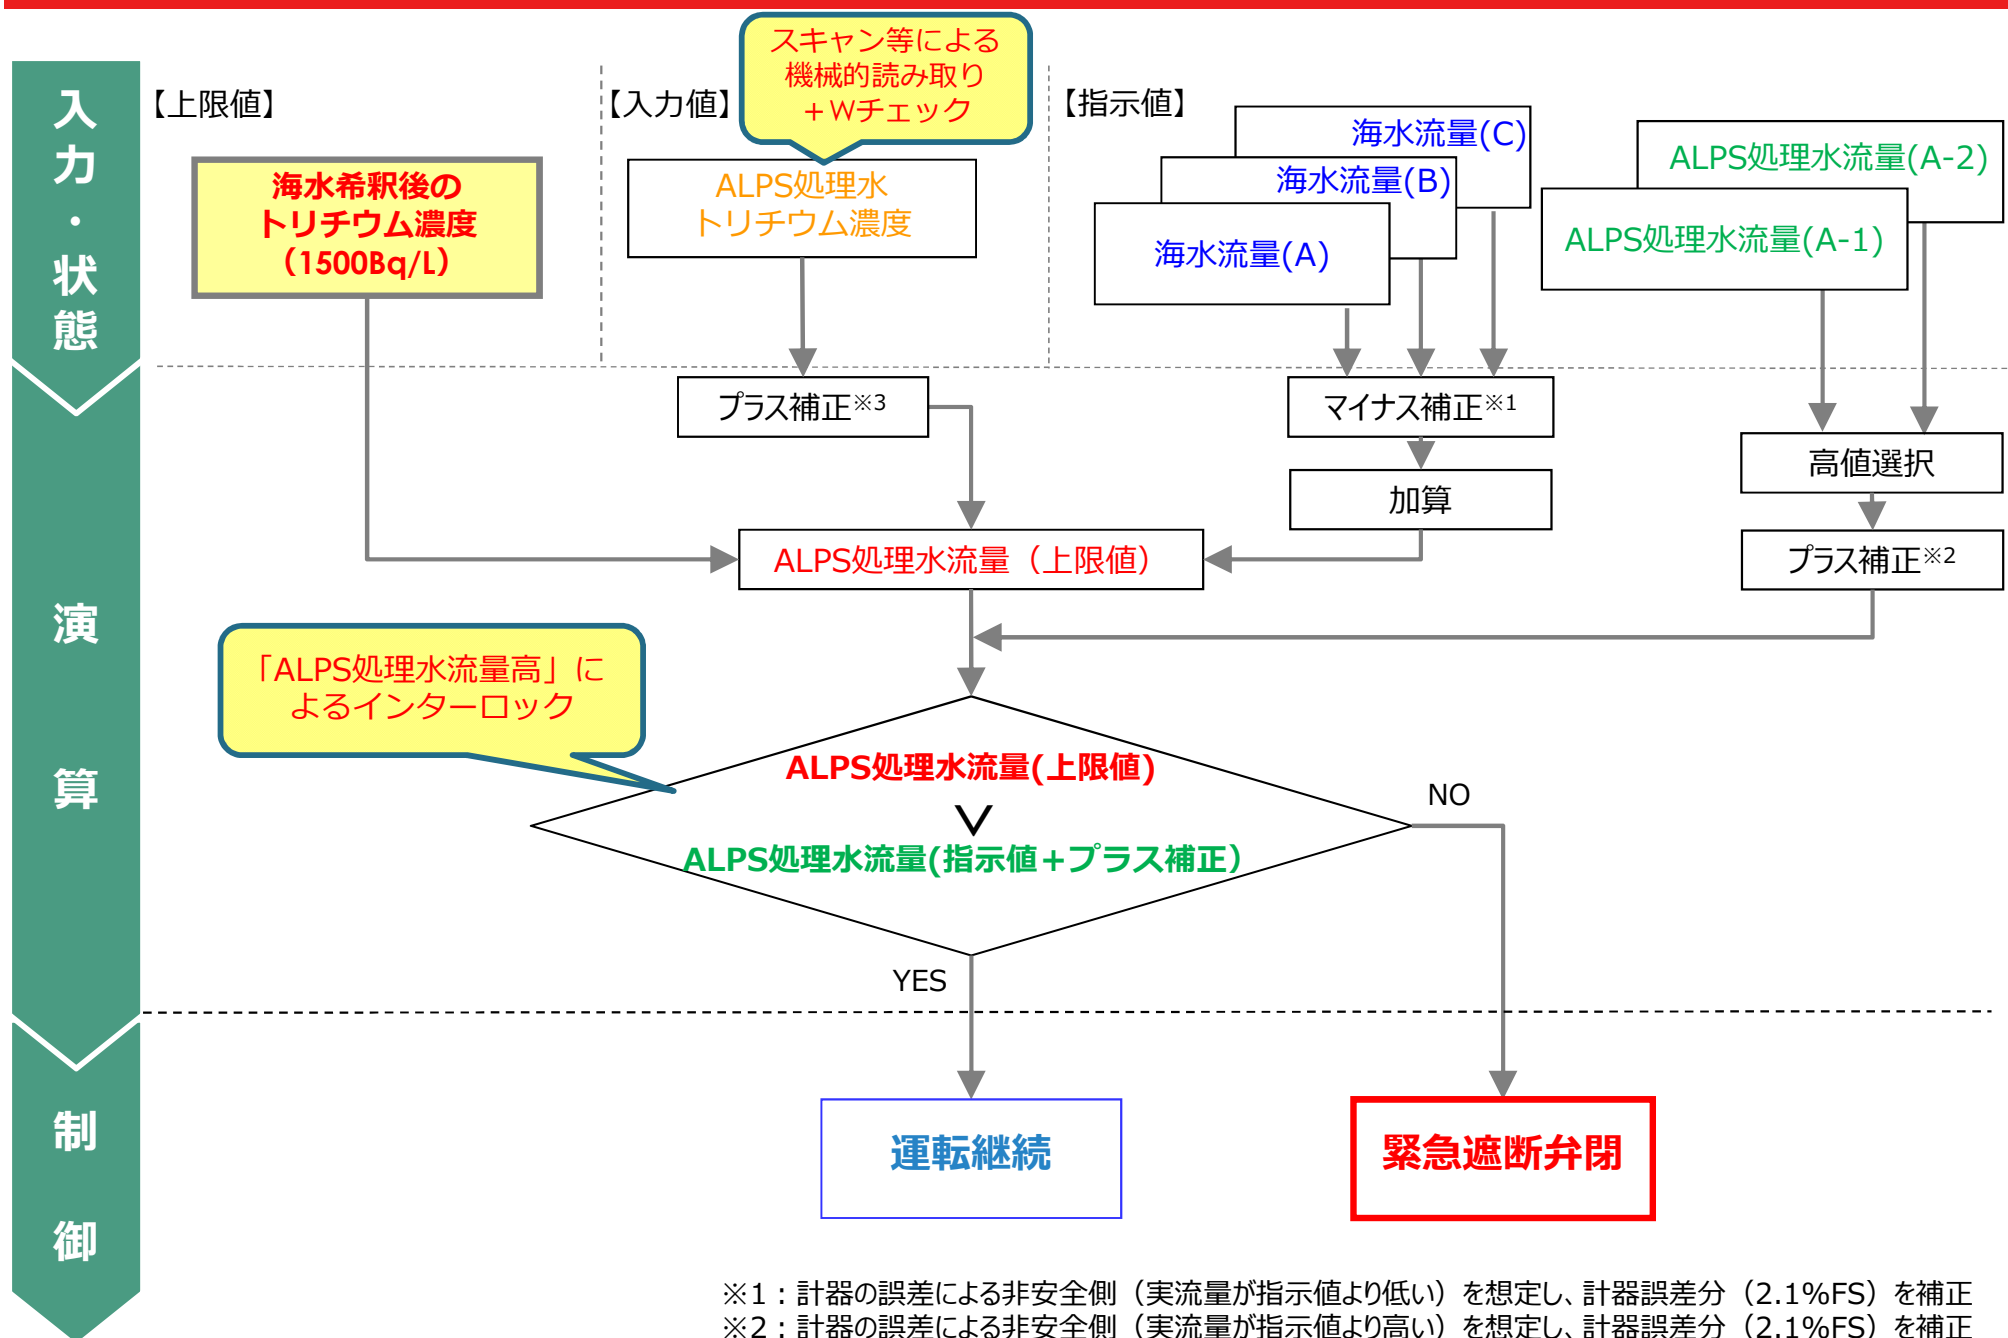 入力・状態
演算
制御
【上限値】
海水希釈後の
トリチウム濃度
（1500Bq/L）
【入力値】
スキャン等による
機械的読み取り
＋Wチェック
ALPS処理水
トリチウム濃度
【指示値】
海水流量(C)
海水流量(B)
海水流量(A)
ALPS処理水流量(A-2)
ALPS処理水流量(A-1)
プラス補正※3
マイナス補正※1
高値選択
加算
ALPS処理水流量（上限値）
プラス補正※2
「ALPS処理水流量高」に
よるインターロック
ALPS処理水流量(上限値)
∨
ALPS処理水流量(指示値+プラス補正）
NO
YES
運転継続
緊急遮断弁閉
※1：計器の誤差による非安全側（実流量が指示値より低い）を想定し、計器誤差分（2.1%FS）を補正
※2：計器の誤差による非安全側（実流量が指示値より高い）を想定し、計器誤差分（2.1%FS）を補正